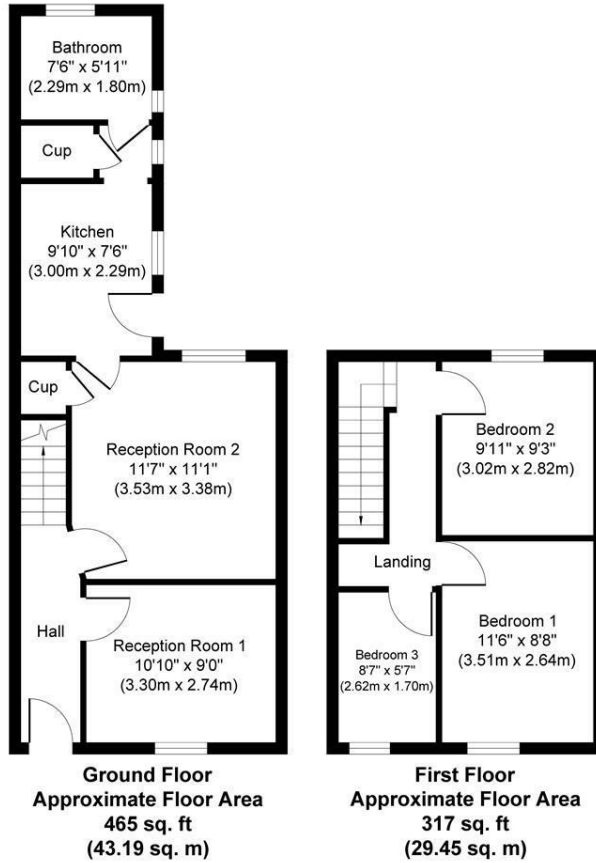 Bathroom
7'6" x 5'11"
(2.29m x 1.80m)
Cup
Kitchen
9'10" x 7'6"
(3.00m x 2.29m)
Cup
Reception Room 2
11'7" x 11'1"
(3.53m x 3.38m)
Hall
Reception Room 1
10'10" x 9'0"
(3.30m x 2.74m)
Ground Floor
Approximate Floor Area
465 sq. ft
(43.19 sq. m)
Bedroom 2
9'11" x 9'3"
(3.02m x 2.82m)
Landing
Bedroom 1
11'6" x 8'8"
(3.51m x 2.64m)
Bedroom 3
8'7" x 5'7"
(2.62m x 1.70m)
First Floor
Approximate Floor Area
317 sq. ft
(29.45 sq. m)